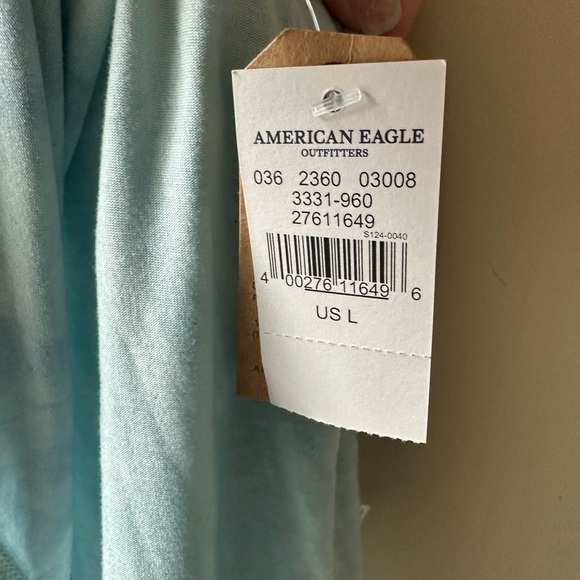 AMERICAN EAGLE
OUTFITTERS
036 2360 03008
3331-960
27611649
S124-0040
4 00276 11649 6
US L